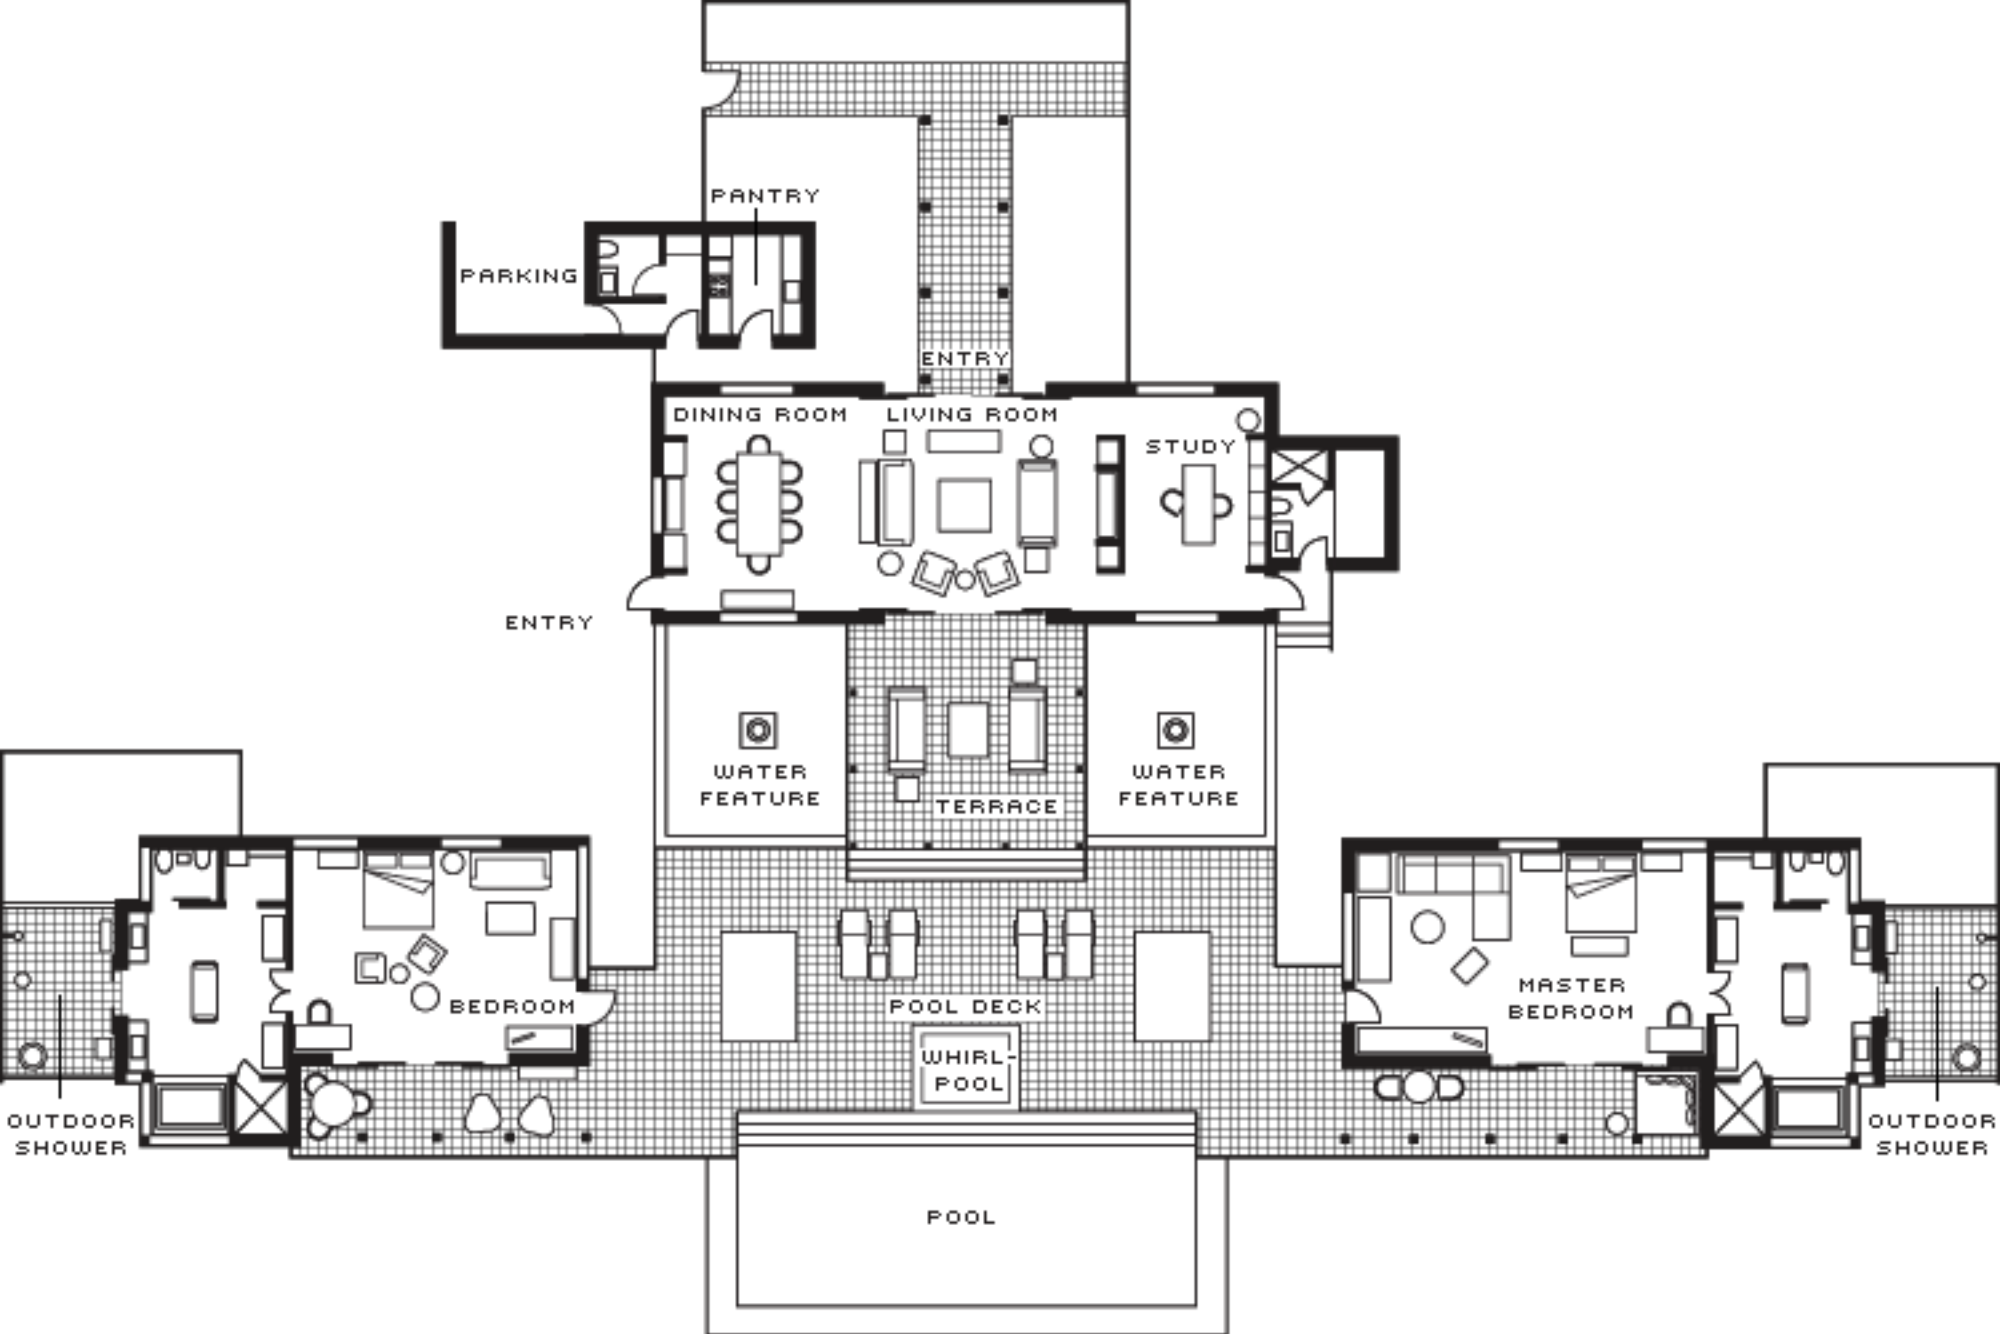 PANTRY
PARKING
ENTRY
DINING ROOM
LIVING ROOM
STUDY
ENTRY
WATER
FEATURE
WATER
FEATURE
TERRACE
BEDROOM
POOL DECK
MASTER
BEDROOM
WHIRL-
POOL
OUTDOOR
SHOWER
OUTDOOR
SHOWER
POOL